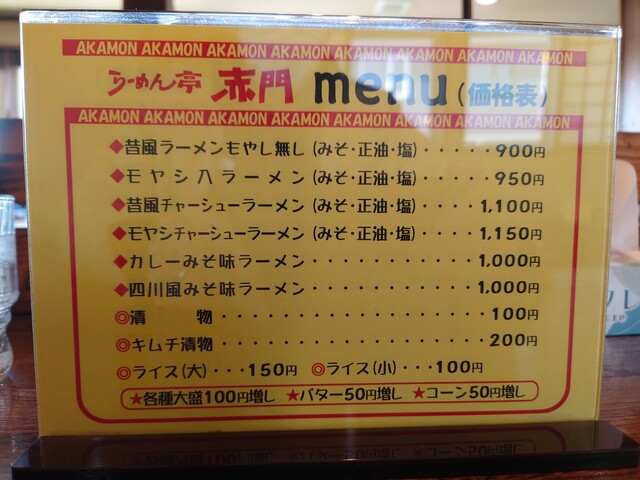 AKAMON AKAMON AKAMON AKAMON AKAMON AKAMON AKAMON AKAMON
らーめん亭 赤門 menu(価格表)
AKAMON AKAMON AKAMON AKAMON AKAMON AKAMON AKAMON AKAMON
◆昔風ラーメンもやし無し(みそ・正油・塩)・・・・・900円
◆モヤシ入ラーメン(みそ・正油・塩)・・・・・950円
◆昔風チャーシューラーメン(みそ・正油・塩)・・・・1,100円
◆モヤシチャーシューラーメン(みそ・正油・塩)・・・・1,150円
◆カレーみそ味ラーメン・・・・・・・・・・・・1,000円
◆四川風みそ味ラーメン・・・・・・・・・・・・1,000円
◎漬物・・・・・・・・・・・・・・・・・・100円
◎キムチ漬物・・・・・・・・・・・・・・・・・・200円
◎ライス(大)・・・150円 ◎ライス(小)・・・100円
★各種大盛100円増し ★バター50円増し ★コーン50円増し